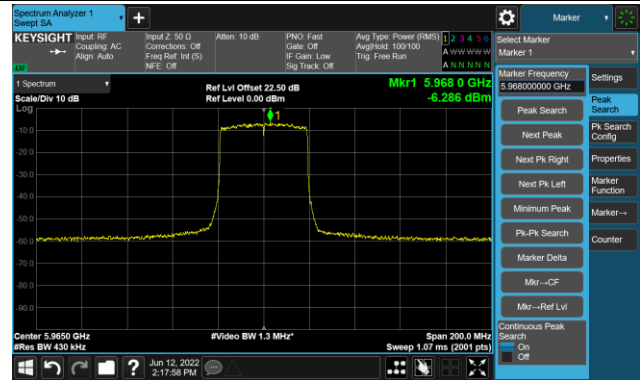 Spectrum Analyzer 1
Swept SA
Marker
KEYSIGHT Input: RF
Coupling: AC
Align: Auto
Input Z: 50 Ω
Corrections: Off
Freq Ref: Int (S)
NFE: Off
Atten: 10 dB
PNO: Fast
Gate: Off
IF Gain: Low
Sig Track: Off
Avg Type: Power (RMS)
Avg|Hold: 100/100
Trig: Free Run
1 2 3 4 5 6
A W W W W W
A N N N N N
LU
Select Marker
Marker 1
1 Spectrum
Scale/Div 10 dB
Log
Ref Lvl Offset 22.50 dB
Ref Level 0.00 dBm
Mkr1 5.968 0 GHz
-6.286 dBm
1
-10.0
-20.0
-30.0
-40.0
-50.0
-60.0
-70.0
-80.0
-90.0
Center 5.9650 GHz
#Res BW 430 kHz
#Video BW 1.3 MHz*
Span 200.0 MHz
Sweep 1.07 ms (2001 pts)
Marker Frequency
5.968000000 GHz
Peak Search
Next Peak
Next Pk Right
Next Pk Left
Minimum Peak
Pk-Pk Search
Marker Delta
Mkr→CF
Mkr→Ref Lvl
Continuous Peak
Search
On
Off
Settings
Peak
Search
Pk Search
Config
Properties
Marker
Function
Marker→
Counter
Jun 12, 2022
2:17:58 PM